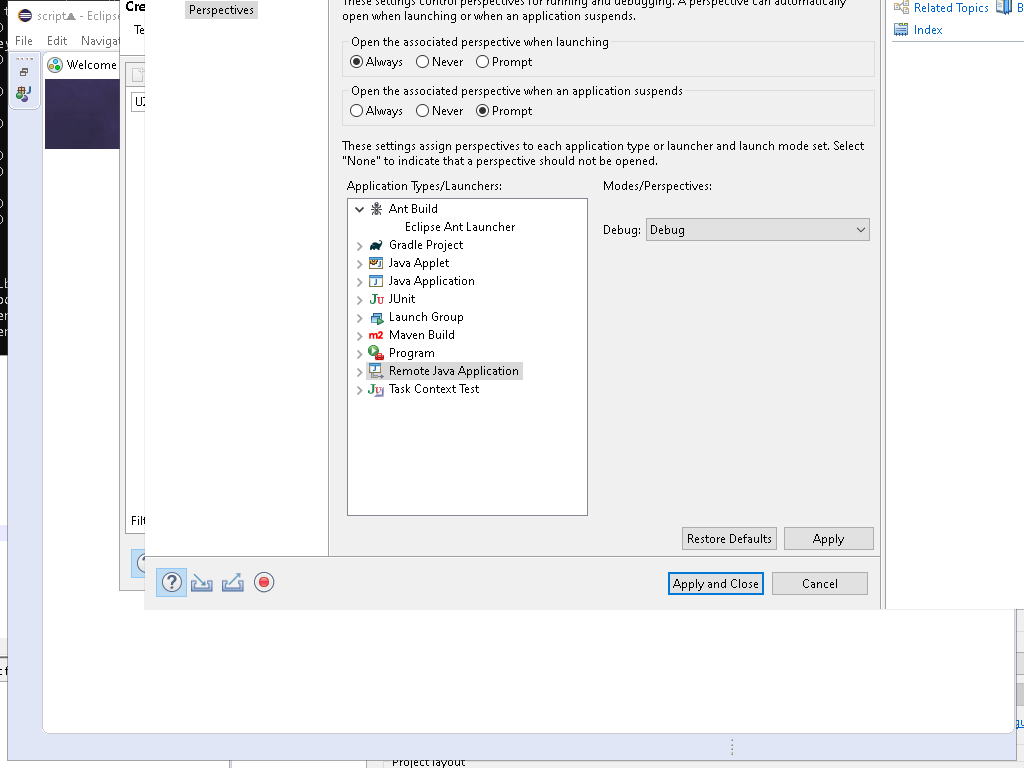 script▲ - Eclipse
File Edit Navigat
Welcome
Cre
Te
Filt
Perspectives
These settings control perspectives for running and debugging. A perspective can automatically
open when launching or when an application suspends.
Open the associated perspective when launching
Always Never Prompt
Open the associated perspective when an application suspends
Always Never Prompt
These settings assign perspectives to each application type or launcher and launch mode set. Select
"None" to indicate that a perspective should not be opened.
Application Types/Launchers:
Modes/Perspectives:
Ant Build
Eclipse Ant Launcher
Debug: Debug
Gradle Project
Java Applet
Java Application
JUnit
Launch Group
Maven Build
Program
Remote Java Application
Task Context Test
Restore Defaults
Apply
Apply and Close
Cancel
Related Topics
Index
Project layout